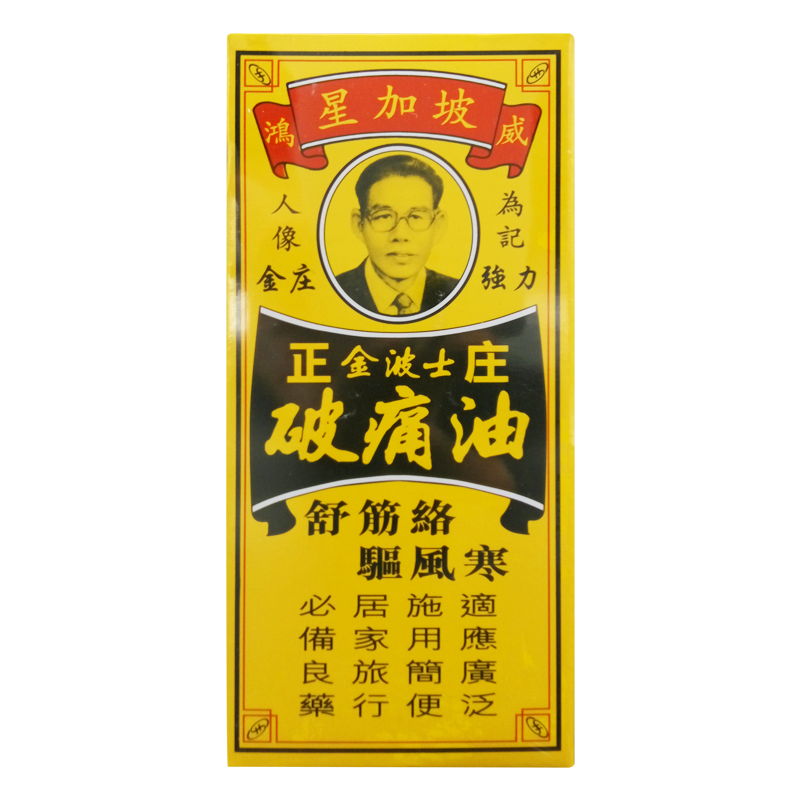 星加坡
鴻威
人像
為記
金庄
強力
正金波士庄
破痛油
舒筋絡
驅風寒
適應廣泛
施用簡便
居家旅行
必備良藥